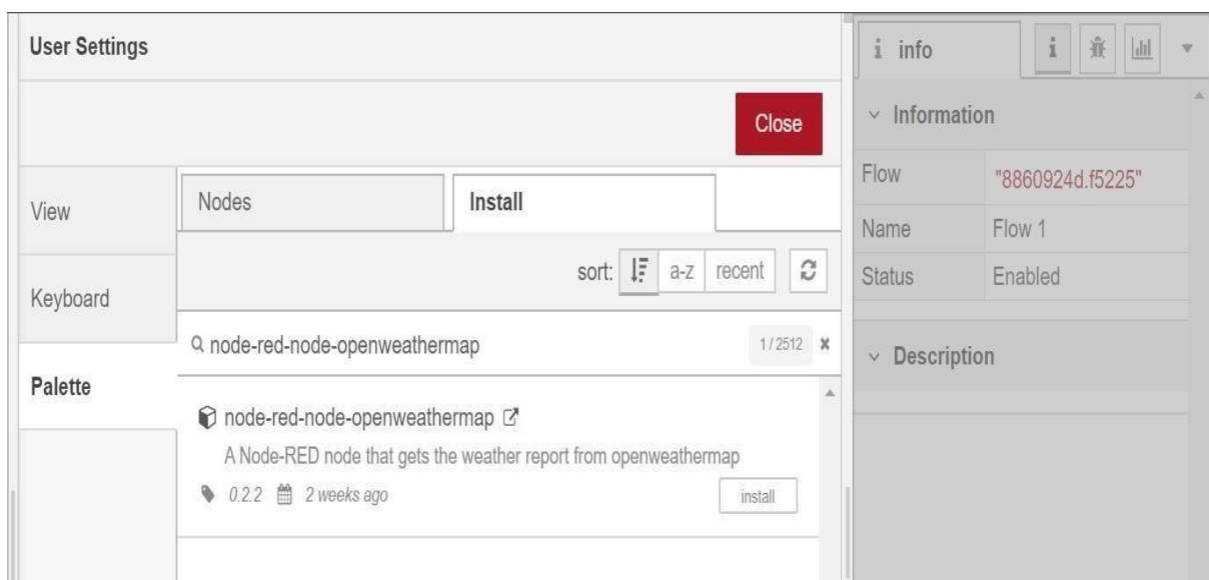 User Settings
Close
View
Keyboard
Palette
Nodes
Install
sort: a-z recent
node-red-node-openweathermap
1 / 2512 ×
node-red-node-openweathermap
A Node-RED node that gets the weather report from openweathermap
0.2.2 2 weeks ago
install
i info i
Information
Flow "8860924d.f5225"
Name Flow 1
Status Enabled
Description